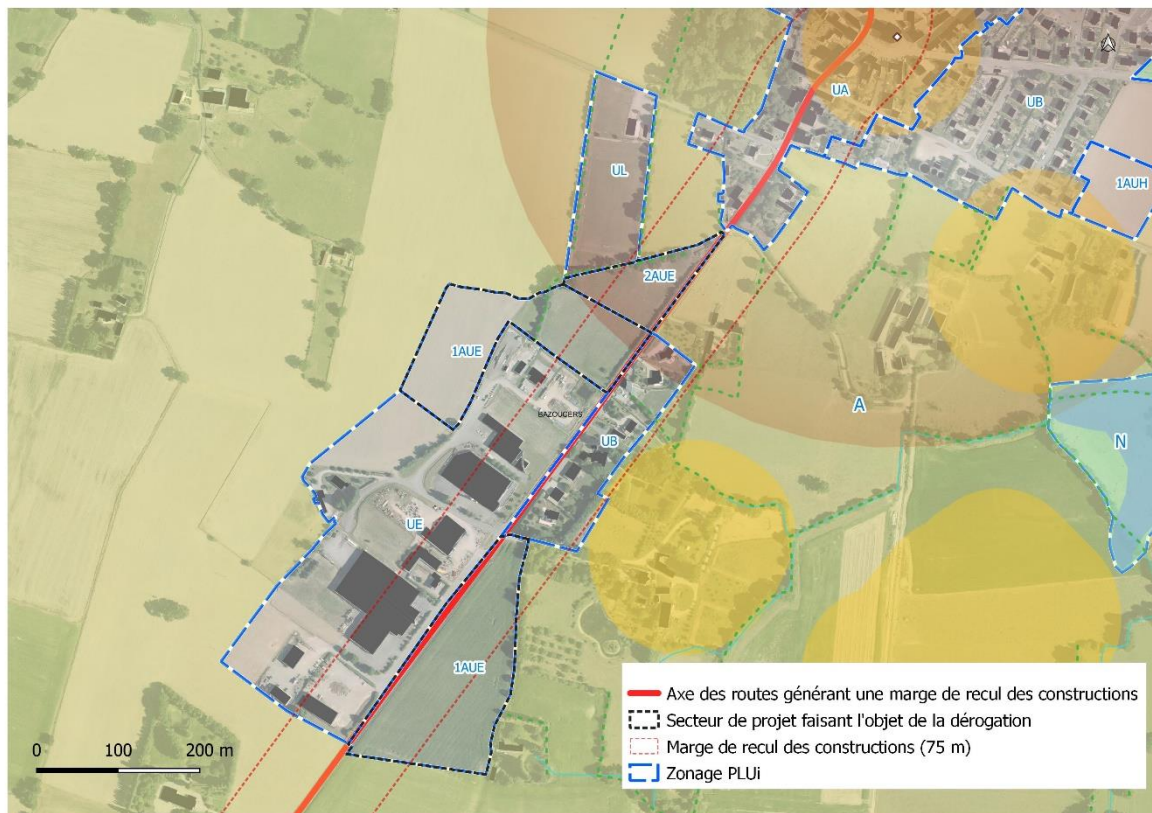 UA
UB
UL
1AUH
2AUE
1AUE
A
BAZOUGERS
UB
N
UE
1AUE
Axe des routes générant une marge de recul des constructions
Secteur de projet faisant l'objet de la dérogation
Marge de recul des constructions (75 m)
Zonage PLUi
0 100 200 m